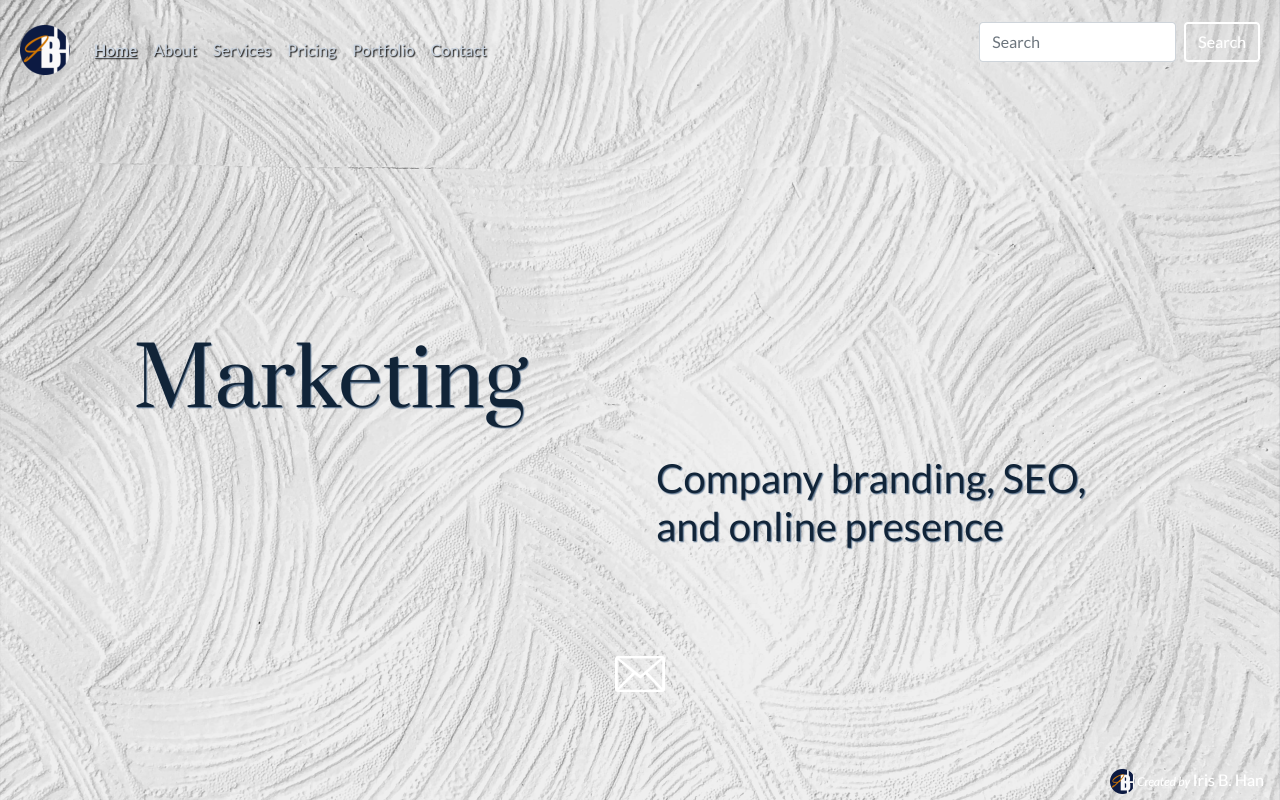 Home About Services Pricing Portfolio Contact
Search
Search
Marketing
Company branding, SEO,
and online presence
Created by Iris B. Han